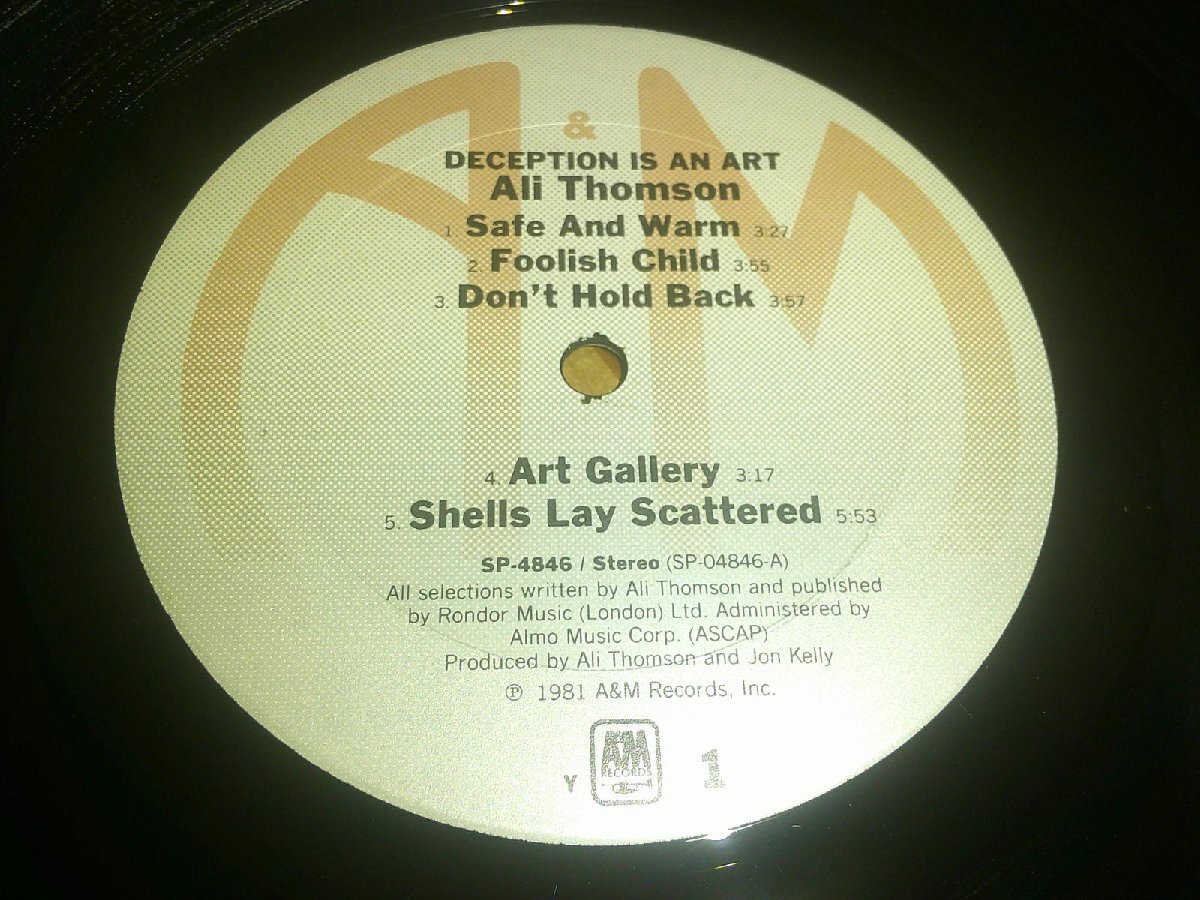 A & M
DECEPTION IS AN ART
Ali Thomson
1. Safe And Warm 3:27
2. Foolish Child 3:55
3. Don't Hold Back 3:57
4. Art Gallery 3:17
5. Shells Lay Scattered 5:53
SP-4846 / Stereo (SP-04846-A)
All selections written by Ali Thomson and published
by Rondor Music (London) Ltd. Administered by
Almo Music Corp. (ASCAP)
Produced by Ali Thomson and Jon Kelly
℗ 1981 A&M Records, Inc.
A&M
RECORDS
Y 1